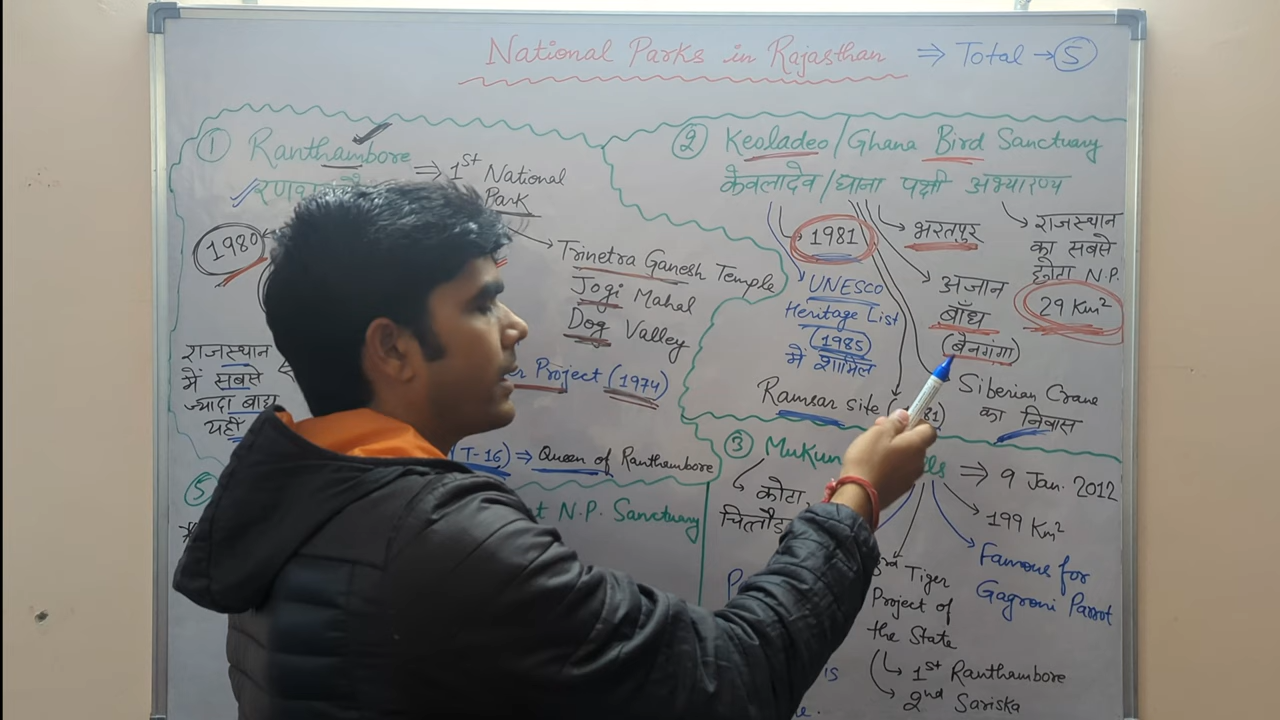 National Parks in Rajasthan ⇒ Total → 5
① Ranthambore ⇒ 1st National
Park
1980
Trinetra Ganesh Temple
Jogi Mahal
Dog Valley
राजस्थान
में सबसे
ज्यादा बाघ
यहीं
Project (1974)
(T-16) ⇒ Queen of Ranthambore
② Keoladeo/Ghana Bird Sanctuary
केवलादेव/घाना पक्षी अभ्यारण्य
1981
UNESCO
Heritage List
(1985)
में शामिल
Ramsar site
भरतपुर
अजान
बाँध
(बेनगंगा)
राजस्थान
का सबसे
छोटा N.P.
29 Km²
Siberian Crane
का निवास
③ ⇒ 9 Jan. 2012
कोटा,
199 Km²
Famous for
Gagroni Parrot
Tiger
Project of
the State
↳ 1st Ranthambore
→ 2nd Sariska
⑤ N.P. Sanctuary